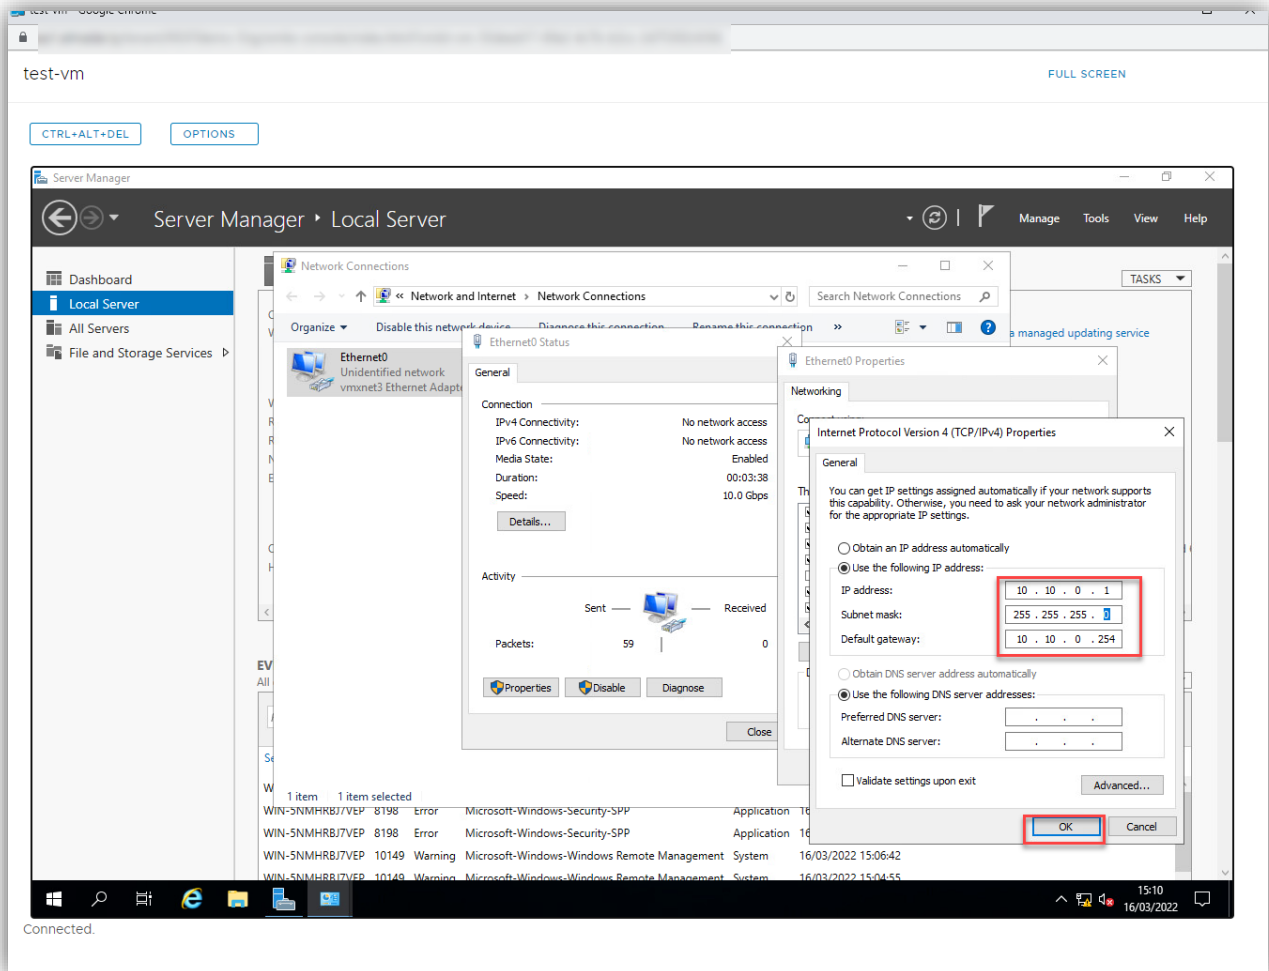 test-vm - Google Chrome
test-vm
FULL SCREEN
CTRL+ALT+DEL
OPTIONS
Server Manager
Server Manager • Local Server
Manage Tools View Help
Dashboard
Local Server
All Servers
File and Storage Services
TASKS
a managed updating service
Network Connections
« Network and Internet › Network Connections
Search Network Connections
Organize
Disable this network device
Diagnose this connection
Rename this connection
»
Ethernet0
Unidentified network
vmxnet3 Ethernet Adapt
Ethernet0 Status
General
Connection
IPv4 Connectivity: No network access
IPv6 Connectivity: No network access
Media State: Enabled
Duration: 00:03:38
Speed: 10.0 Gbps
Details...
Activity
Sent — — Received
Packets: 59 | 0
Properties
Disable
Diagnose
Close
Ethernet0 Properties
Networking
Internet Protocol Version 4 (TCP/IPv4) Properties
General
You can get IP settings assigned automatically if your network supports
this capability. Otherwise, you need to ask your network administrator
for the appropriate IP settings.
Obtain an IP address automatically
Use the following IP address:
IP address: 10 . 10 . 0 . 1
Subnet mask: 255 . 255 . 255 . 0
Default gateway: 10 . 10 . 0 . 254
Obtain DNS server address automatically
Use the following DNS server addresses:
Preferred DNS server: . . .
Alternate DNS server: . . .
Validate settings upon exit
Advanced...
OK
Cancel
1 item 1 item selected
EV
All
WIN-5NMHRBJ7VEP 8198 Error Microsoft-Windows-Security-SPP Application 16
WIN-5NMHRBJ7VEP 8198 Error Microsoft-Windows-Security-SPP Application 16
WIN-5NMHRBJ7VEP 10149 Warning Microsoft-Windows-Windows Remote Management System 16/03/2022 15:06:42
WIN-5NMHRBJ7VEP 10149 Warning Microsoft-Windows-Windows Remote Management System 16/03/2022 15:04:55
15:10
16/03/2022
Connected.